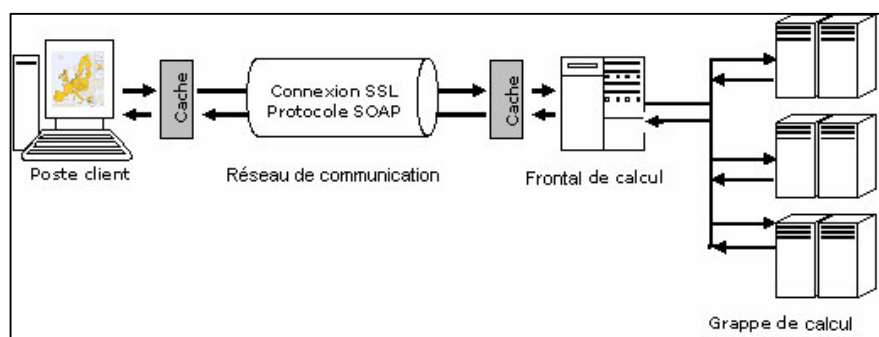 Cache
Connexion SSL
Protocole SOAP
Cache
Poste client
Réseau de communication
Frontal de calcul
Grappe de calcul